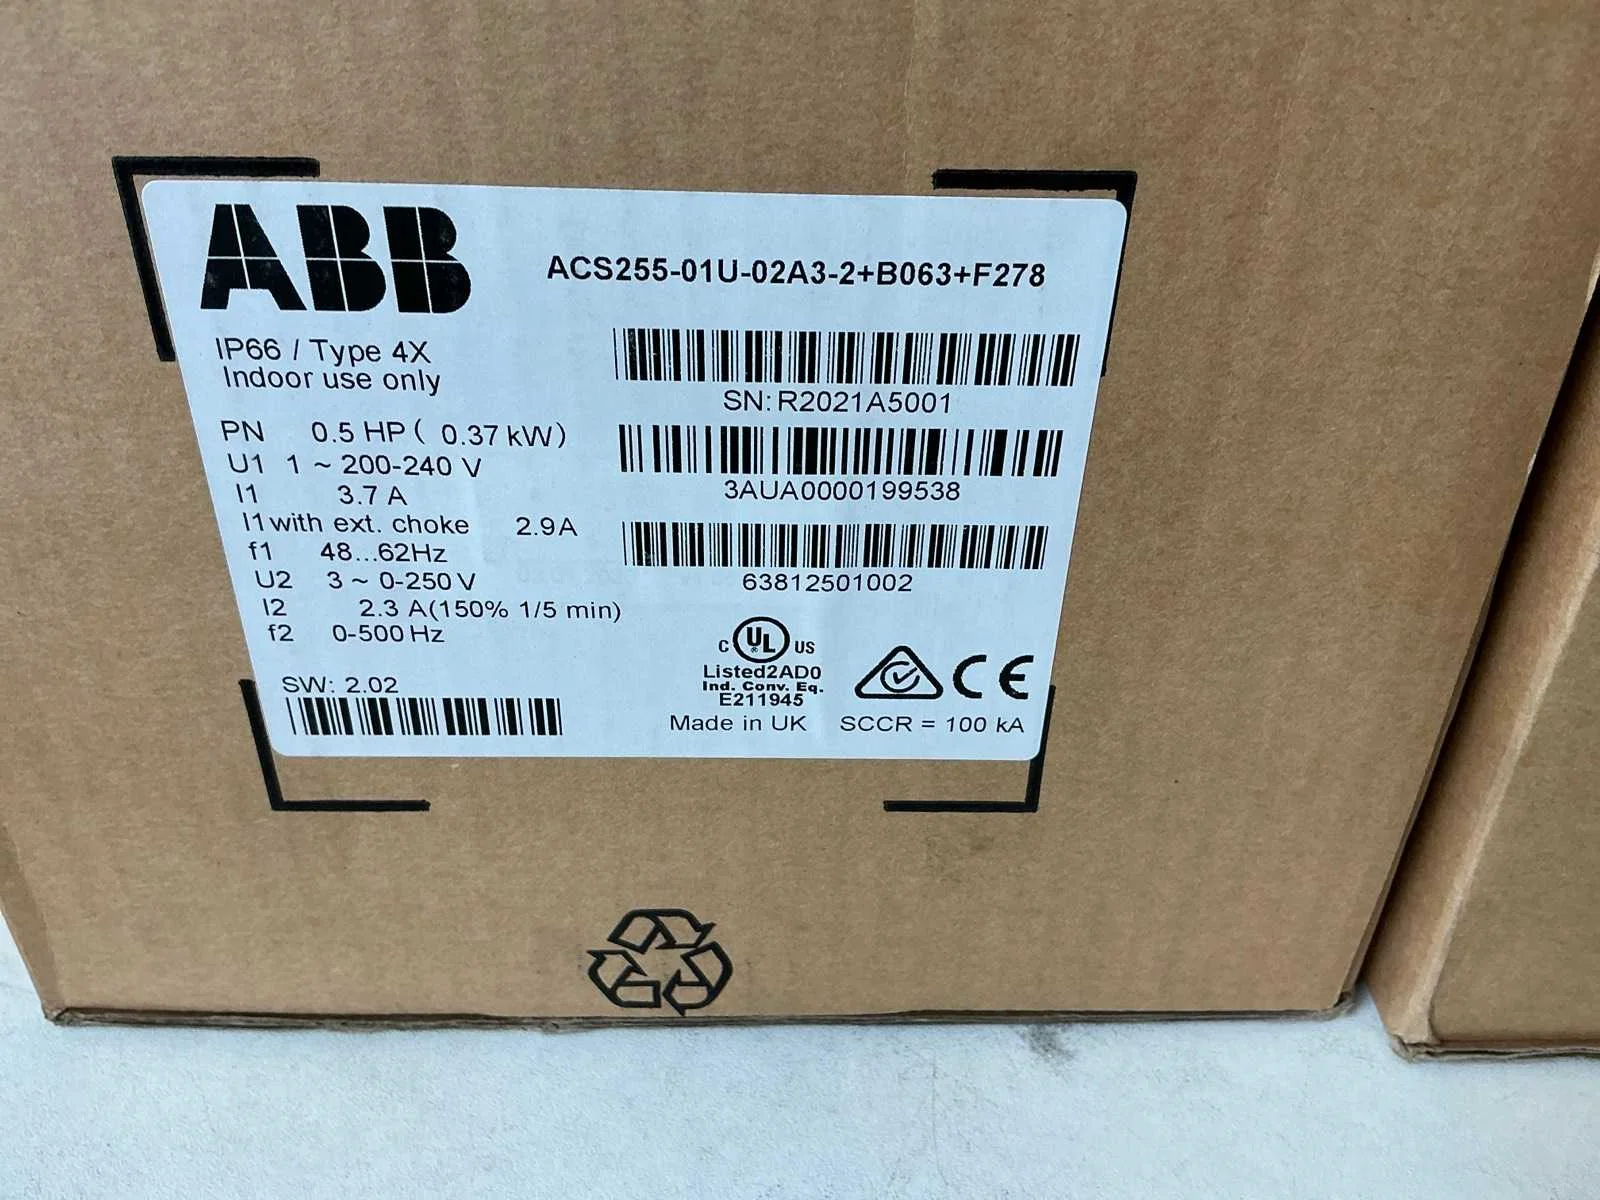 ABB
ACS255-01U-02A3-2+B063+F278
IP66 / Type 4X
Indoor use only
SN: R2021A5001
PN 0.5 HP ( 0.37 kW)
U1 1 ~ 200-240 V
I1 3.7 A
3AUA0000199538
I1 with ext. choke 2.9A
f1 48...62Hz
U2 3 ~ 0-250 V
63812501002
I2 2.3 A(150% 1/5 min)
f2 0-500 Hz
C UL US
Listed2AD0
Ind. Conv. Eq.
E211945
CE
SW: 2.02
Made in UK SCCR = 100 kA